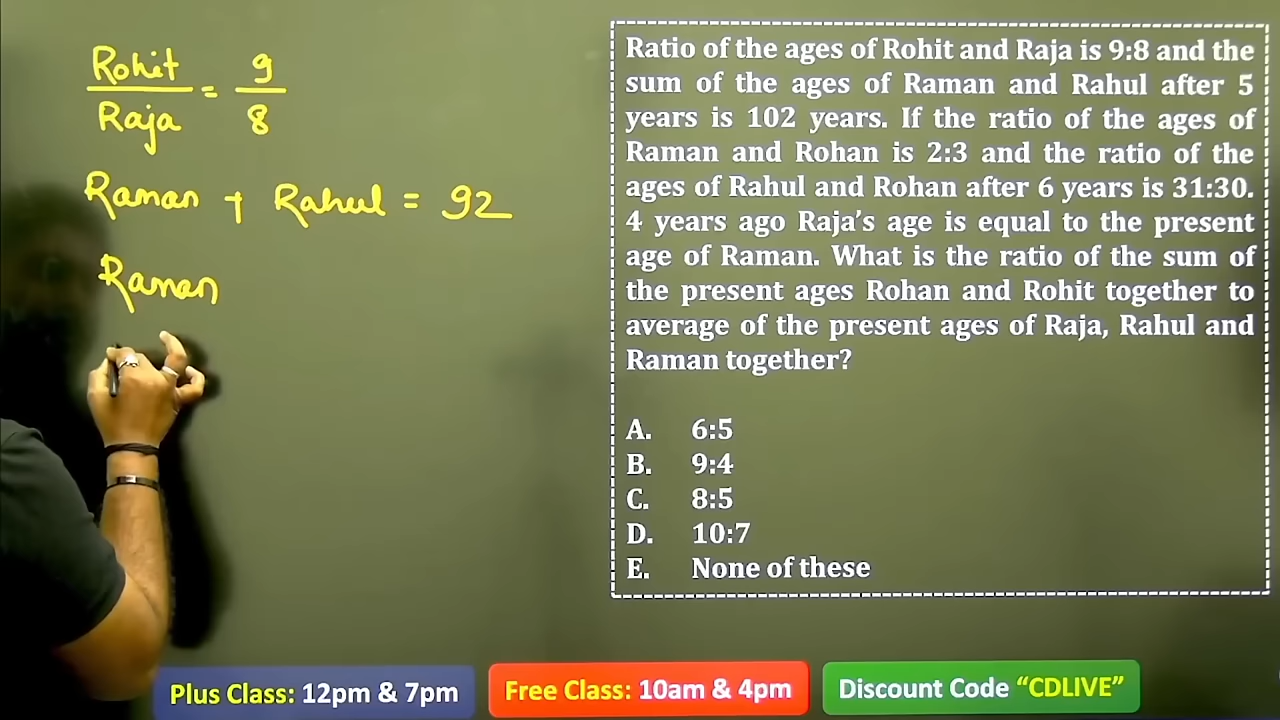 Rohit / Raja = 9 / 8
Raman + Rahul = 92
Raman
Ratio of the ages of Rohit and Raja is 9:8 and the
sum of the ages of Raman and Rahul after 5
years is 102 years. If the ratio of the ages of
Raman and Rohan is 2:3 and the ratio of the
ages of Rahul and Rohan after 6 years is 31:30.
4 years ago Raja’s age is equal to the present
age of Raman. What is the ratio of the sum of
the present ages Rohan and Rohit together to
average of the present ages of Raja, Rahul and
Raman together?
A. 6:5
B. 9:4
C. 8:5
D. 10:7
E. None of these
Plus Class: 12pm & 7pm
Free Class: 10am & 4pm
Discount Code “CDLIVE”